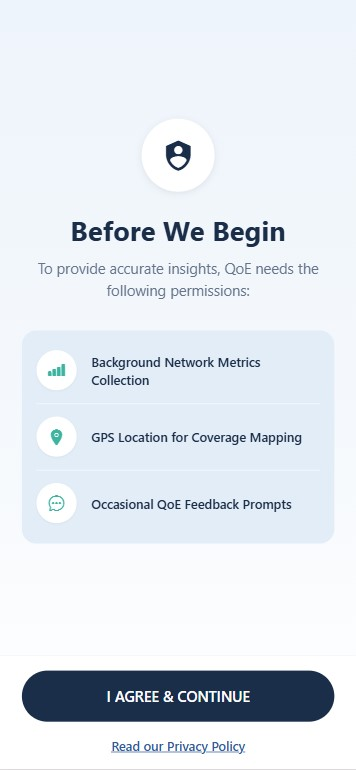 Before We Begin
To provide accurate insights, QoE needs the
following permissions:
Background Network Metrics
Collection
GPS Location for Coverage Mapping
Occasional QoE Feedback Prompts
I AGREE & CONTINUE
Read our Privacy Policy